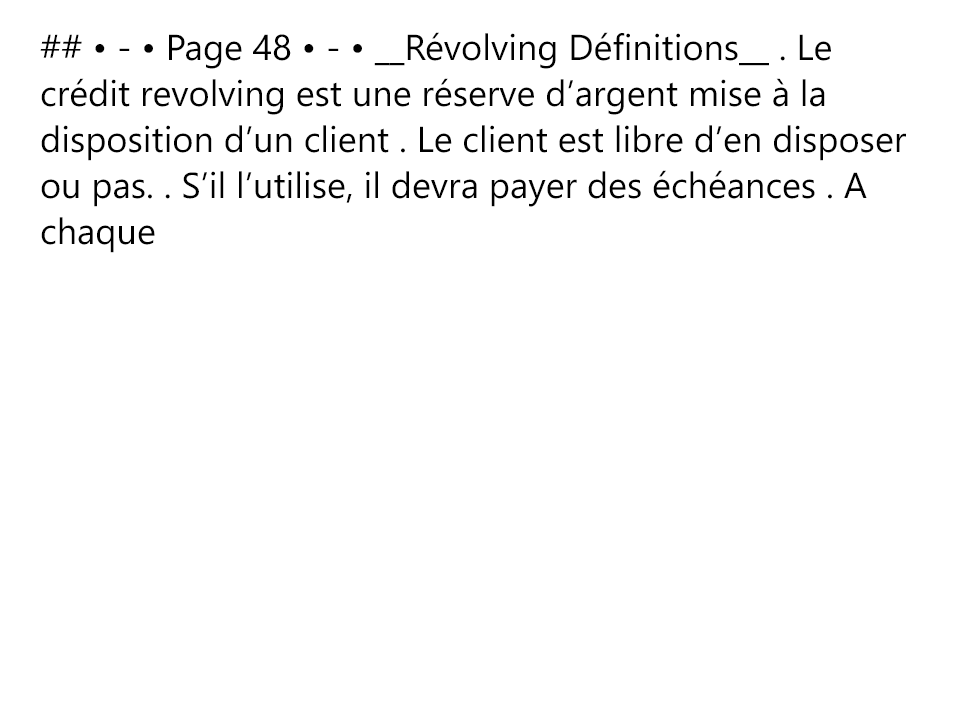 ## • - • Page 48 • - • __Révolving Définitions__ . Le
crédit revolving est une réserve d’argent mise à la
disposition d’un client . Le client est libre d’en disposer
ou pas. . S’il l’utilise, il devra payer des échéances . A
chaque